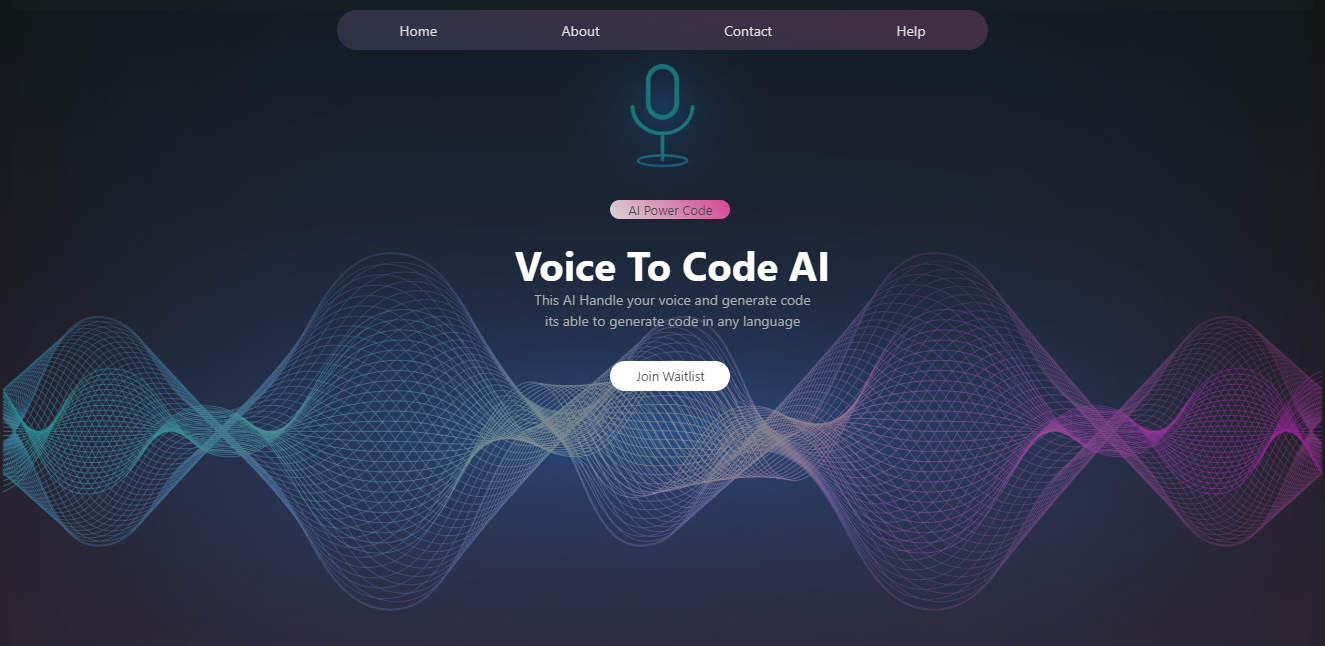 Home About Contact Help
AI Power Code
Voice To Code AI
This AI Handle your voice and generate code
its able to generate code in any language
Join Waitlist